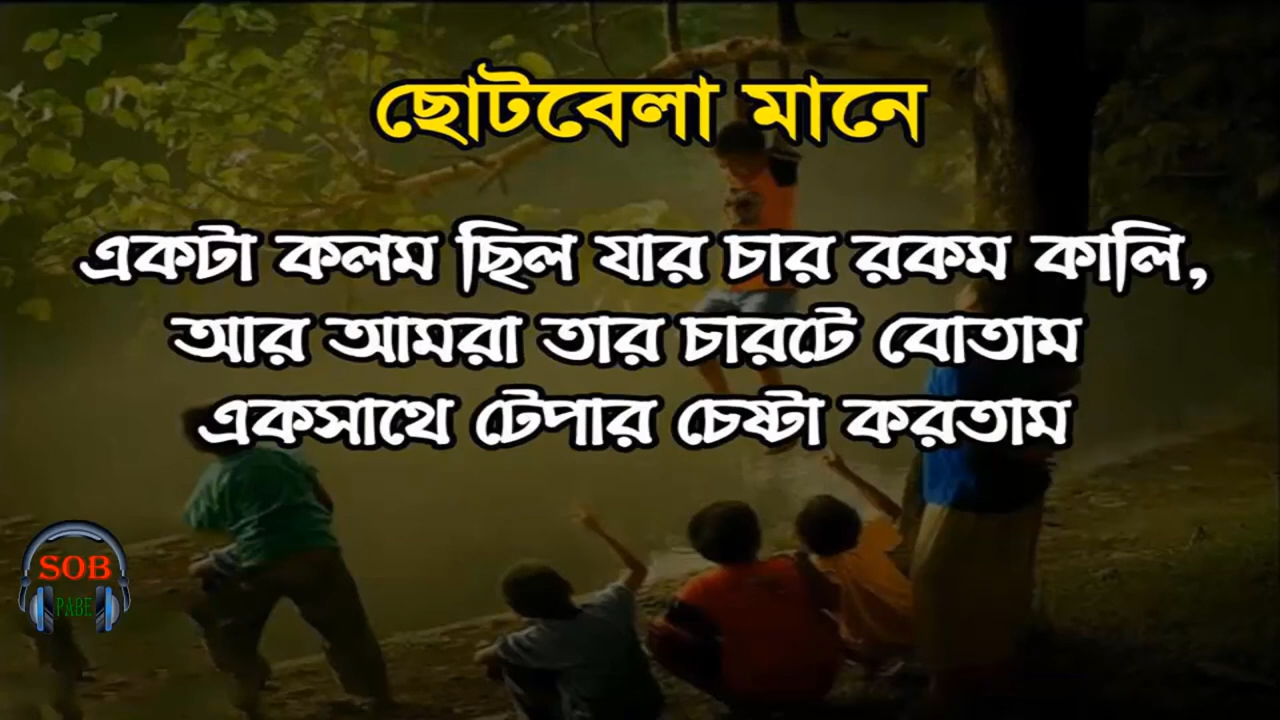 ছোটবেলা মানে
একটা কলম ছিল যার চার রকম কালি,
আর আমরা তার চারটে বোতাম
একসাথে টেপার চেষ্টা করতাম
SOB
PABE